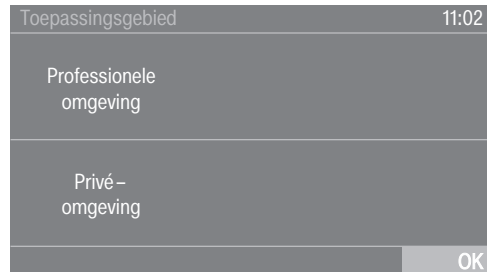 Toepassingsgebied 11:02
Professionele
omgeving
Privé–
omgeving
OK